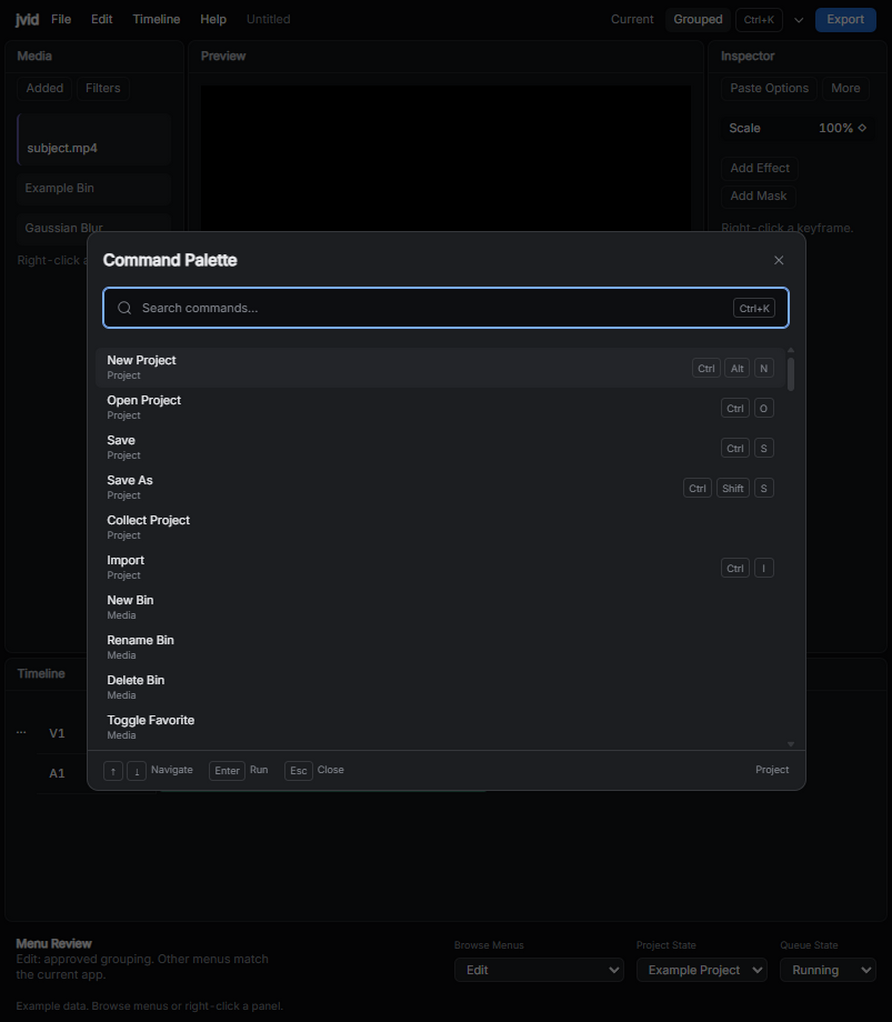 jvid File Edit Timeline Help Untitled Current Grouped Ctrl+K Export
Media Preview Inspector
Added Filters Paste Options More
subject.mp4 Scale 100%
Example Bin Add Effect
Add Mask
Gaussian Blur Right-click a keyframe.
Right-click a
Command Palette
Search commands... Ctrl+K
New Project Ctrl Alt N
Project
Open Project Ctrl O
Project
Save Ctrl S
Project
Save As Ctrl Shift S
Project
Collect Project
Project
Import Ctrl I
Project
New Bin
Media
Rename Bin
Media
Delete Bin
Media
Toggle Favorite
Media
↑ ↓ Navigate Enter Run Esc Close Project
Timeline
... V1
A1
Menu Review
Edit: approved grouping. Other menus match
the current app.
Browse Menus Project State Queue State
Edit Example Project Running
Example data. Browse menus or right-click a panel.